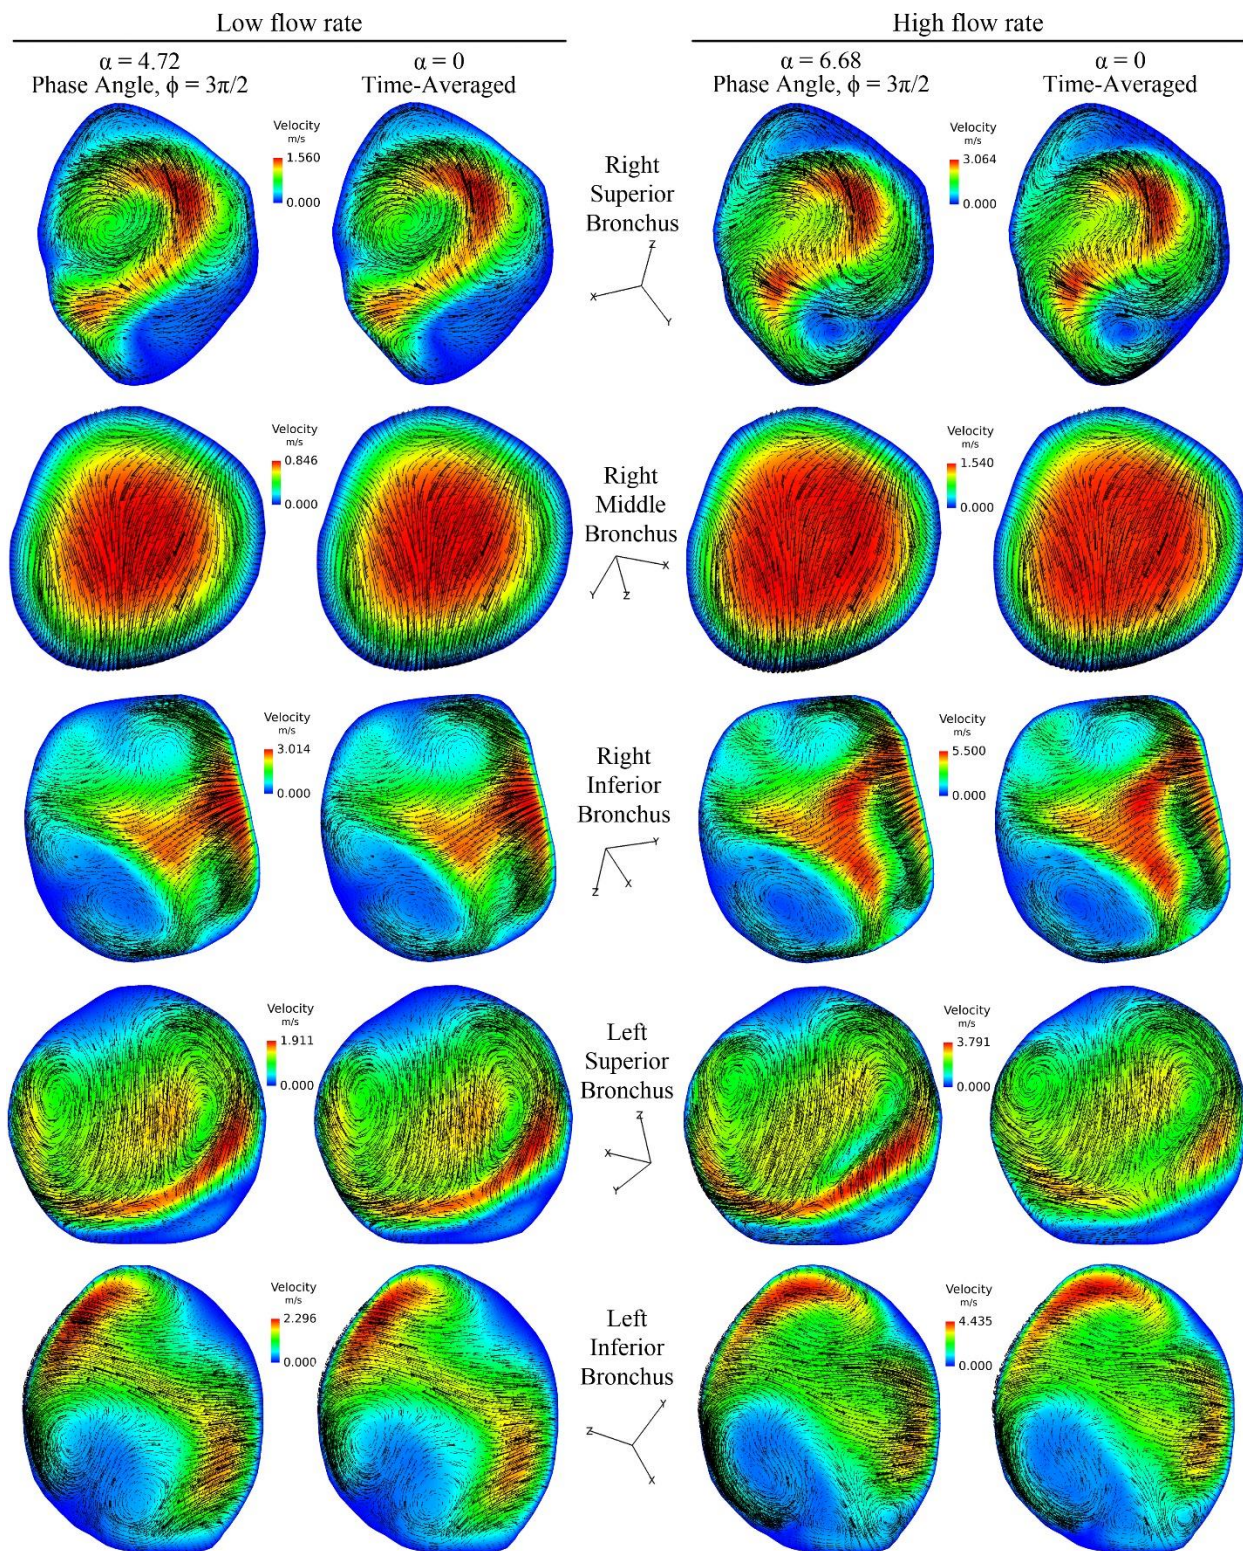 Low flow rate
High flow rate
α = 4.72
Phase Angle, ϕ = 3π/2
α = 0
Time-Averaged
α = 6.68
Phase Angle, ϕ = 3π/2
α = 0
Time-Averaged
Velocity
m/s
1.560
0.000
Right
Superior
Bronchus
Z
X
Y
Velocity
m/s
3.064
0.000
Velocity
m/s
0.846
0.000
Right
Middle
Bronchus
X
Y
Z
Velocity
m/s
1.540
0.000
Velocity
m/s
3.014
0.000
Right
Inferior
Bronchus
Y
X
Z
Velocity
m/s
5.500
0.000
Velocity
m/s
1.911
0.000
Left
Superior
Bronchus
Z
X
Y
Velocity
m/s
3.791
0.000
Velocity
m/s
2.296
0.000
Left
Inferior
Bronchus
Y
Z
X
Velocity
m/s
4.435
0.000